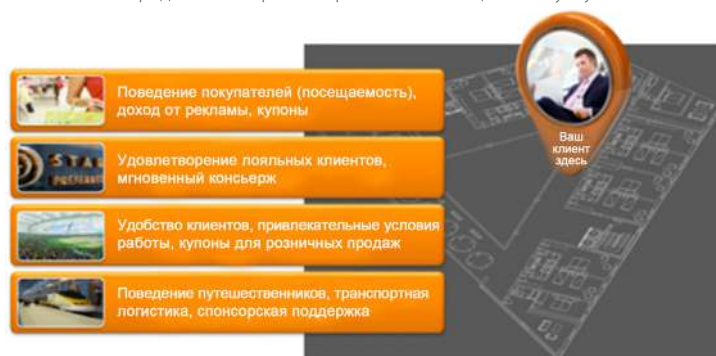 Поведение покупателей (посещаемость),
доход от рекламы, купоны
Ваш
клиент
здесь
Удовлетворение лояльных клиентов,
мгновенный консьерж
Удобство клиентов, привлекательные условия
работы, купоны для розничных продаж
Поведение путешественников, транспортная
логистика, спонсорская поддержка